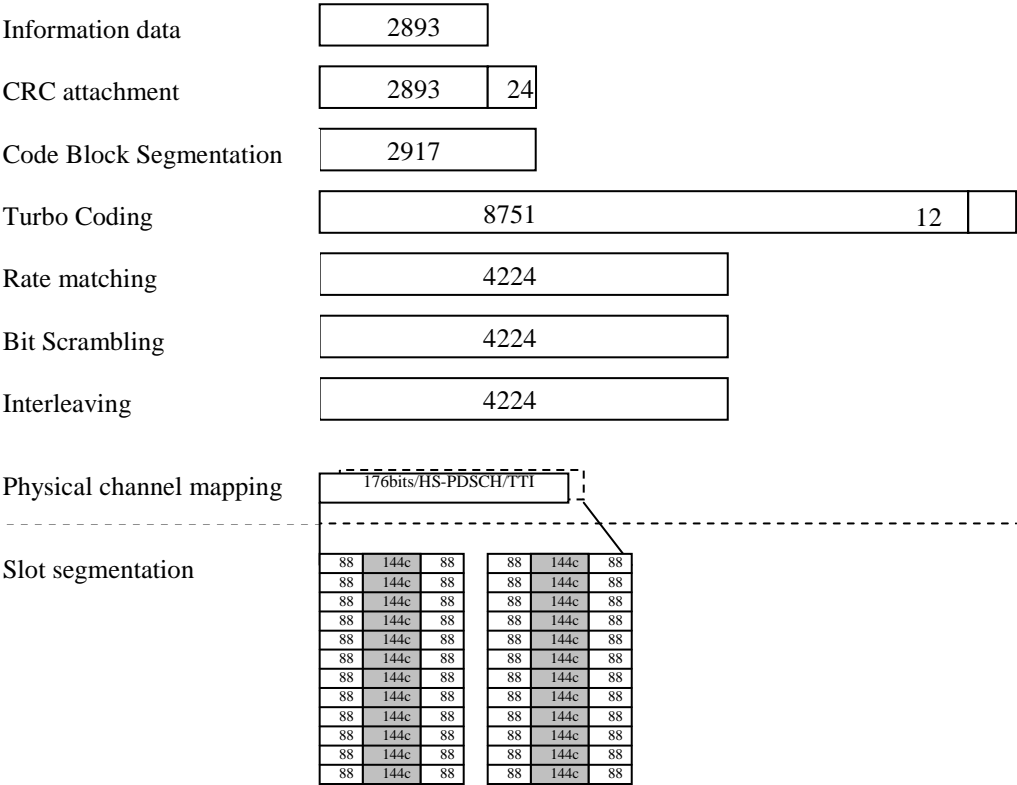 Information data 2893
CRC attachment 2893 24
Code Block Segmentation 2917
Turbo Coding 8751 12
Rate matching 4224
Bit Scrambling 4224
Interleaving 4224
Physical channel mapping 176bits/HS-PDSCH/TTI
Slot segmentation
88 144c 88 88 144c 88
88 144c 88 88 144c 88
88 144c 88 88 144c 88
88 144c 88 88 144c 88
88 144c 88 88 144c 88
88 144c 88 88 144c 88
88 144c 88 88 144c 88
88 144c 88 88 144c 88
88 144c 88 88 144c 88
88 144c 88 88 144c 88
88 144c 88 88 144c 88
88 144c 88 88 144c 88